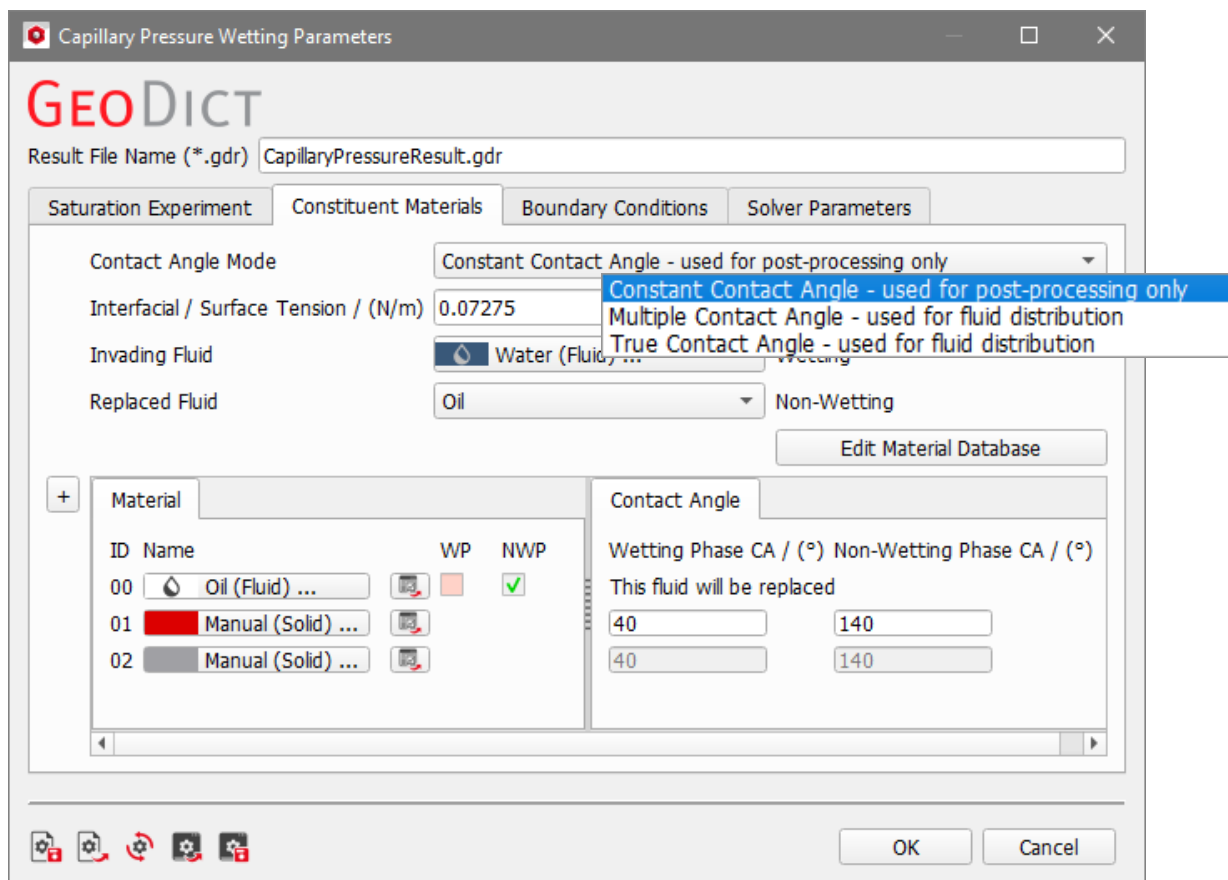 Capillary Pressure Wetting Parameters
GEODICT
Result File Name (*.gdr) CapillaryPressureResult.gdr
Saturation Experiment Constituent Materials Boundary Conditions Solver Parameters
Contact Angle Mode Constant Contact Angle - used for post-processing only
Constant Contact Angle - used for post-processing only
Interfacial / Surface Tension / (N/m) 0.07275
Multiple Contact Angle - used for fluid distribution
True Contact Angle - used for fluid distribution
Invading Fluid Water (Fluid) ... Wetting
Replaced Fluid Oil Non-Wetting
Edit Material Database
+ Material Contact Angle
ID Name WP NWP Wetting Phase CA / (°) Non-Wetting Phase CA / (°)
00 Oil (Fluid) ... This fluid will be replaced
01 Manual (Solid) ... 40 140
02 Manual (Solid) ... 40 140
OK Cancel